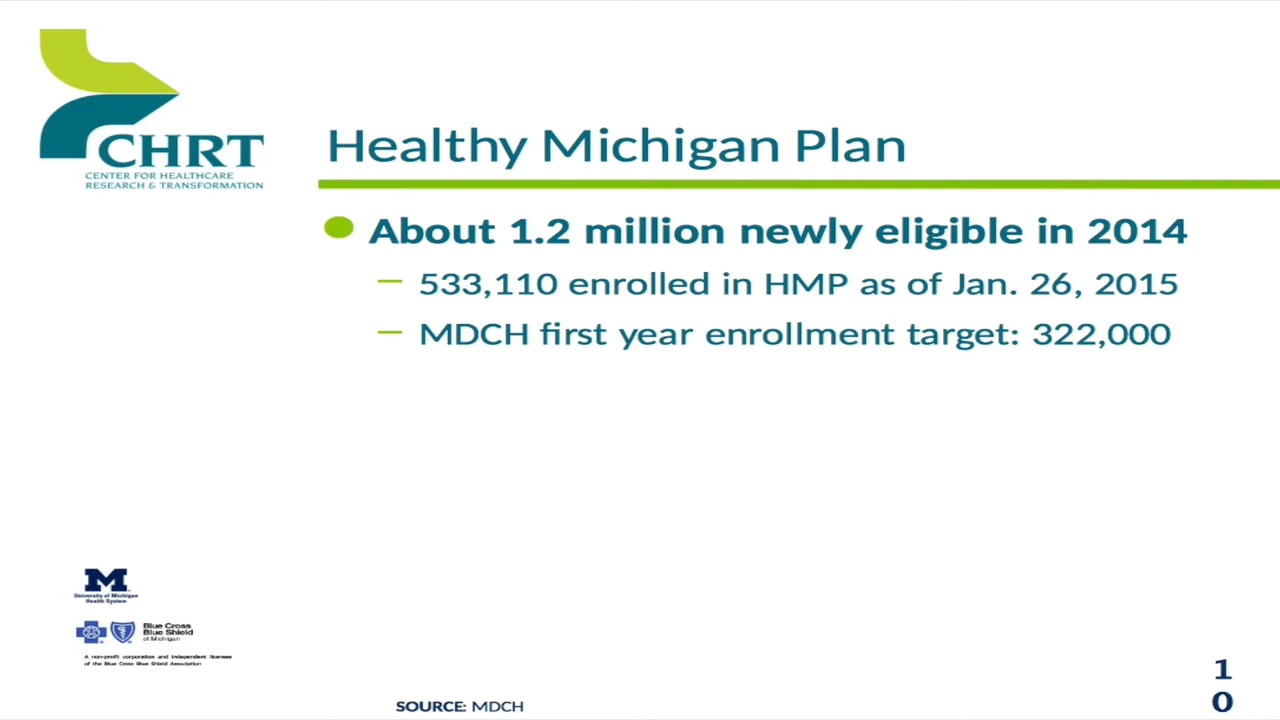 CHRT
CENTER FOR HEALTHCARE
RESEARCH & TRANSFORMATION
Healthy Michigan Plan
About 1.2 million newly eligible in 2014
– 533,110 enrolled in HMP as of Jan. 26, 2015
– MDCH first year enrollment target: 322,000
M
University of Michigan
Health System
Blue Cross
Blue Shield
of Michigan
A non-profit corporation and independent licensee
of the Blue Cross Blue Shield Association
SOURCE: MDCH
1
0